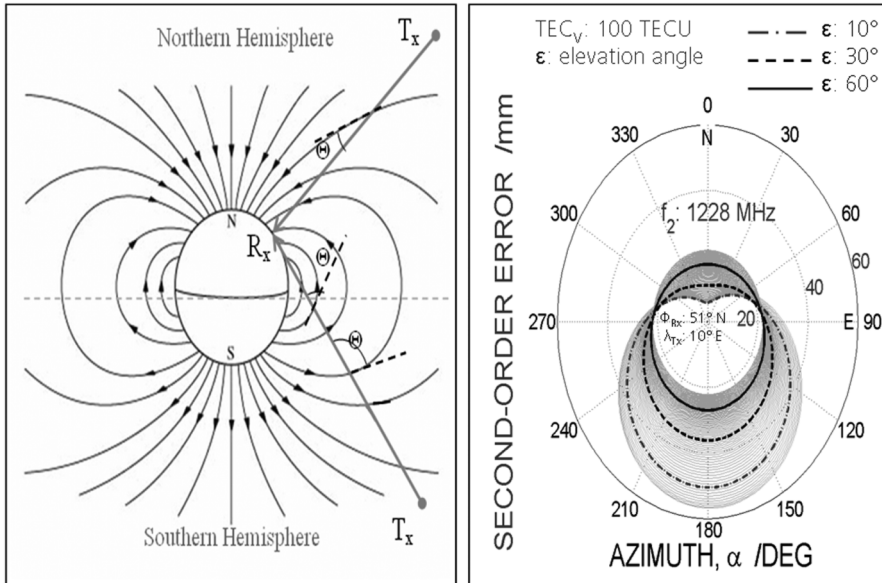 Northern Hemisphere
Tₓ
Θ
N
Rₓ
Θ
Θ
S
Tₓ
Southern Hemisphere
TECᵥ: 100 TECU
ε: elevation angle
ε: 10°
ε: 30°
ε: 60°
SECOND-ORDER ERROR /mm
0
N
330
30
300
60
f₂: 1228 MHz
60
40
20
Φ_Rx: 51° N
λ_Tx: 10° E
270
E 90
240
120
210
150
180
AZIMUTH, α /DEG